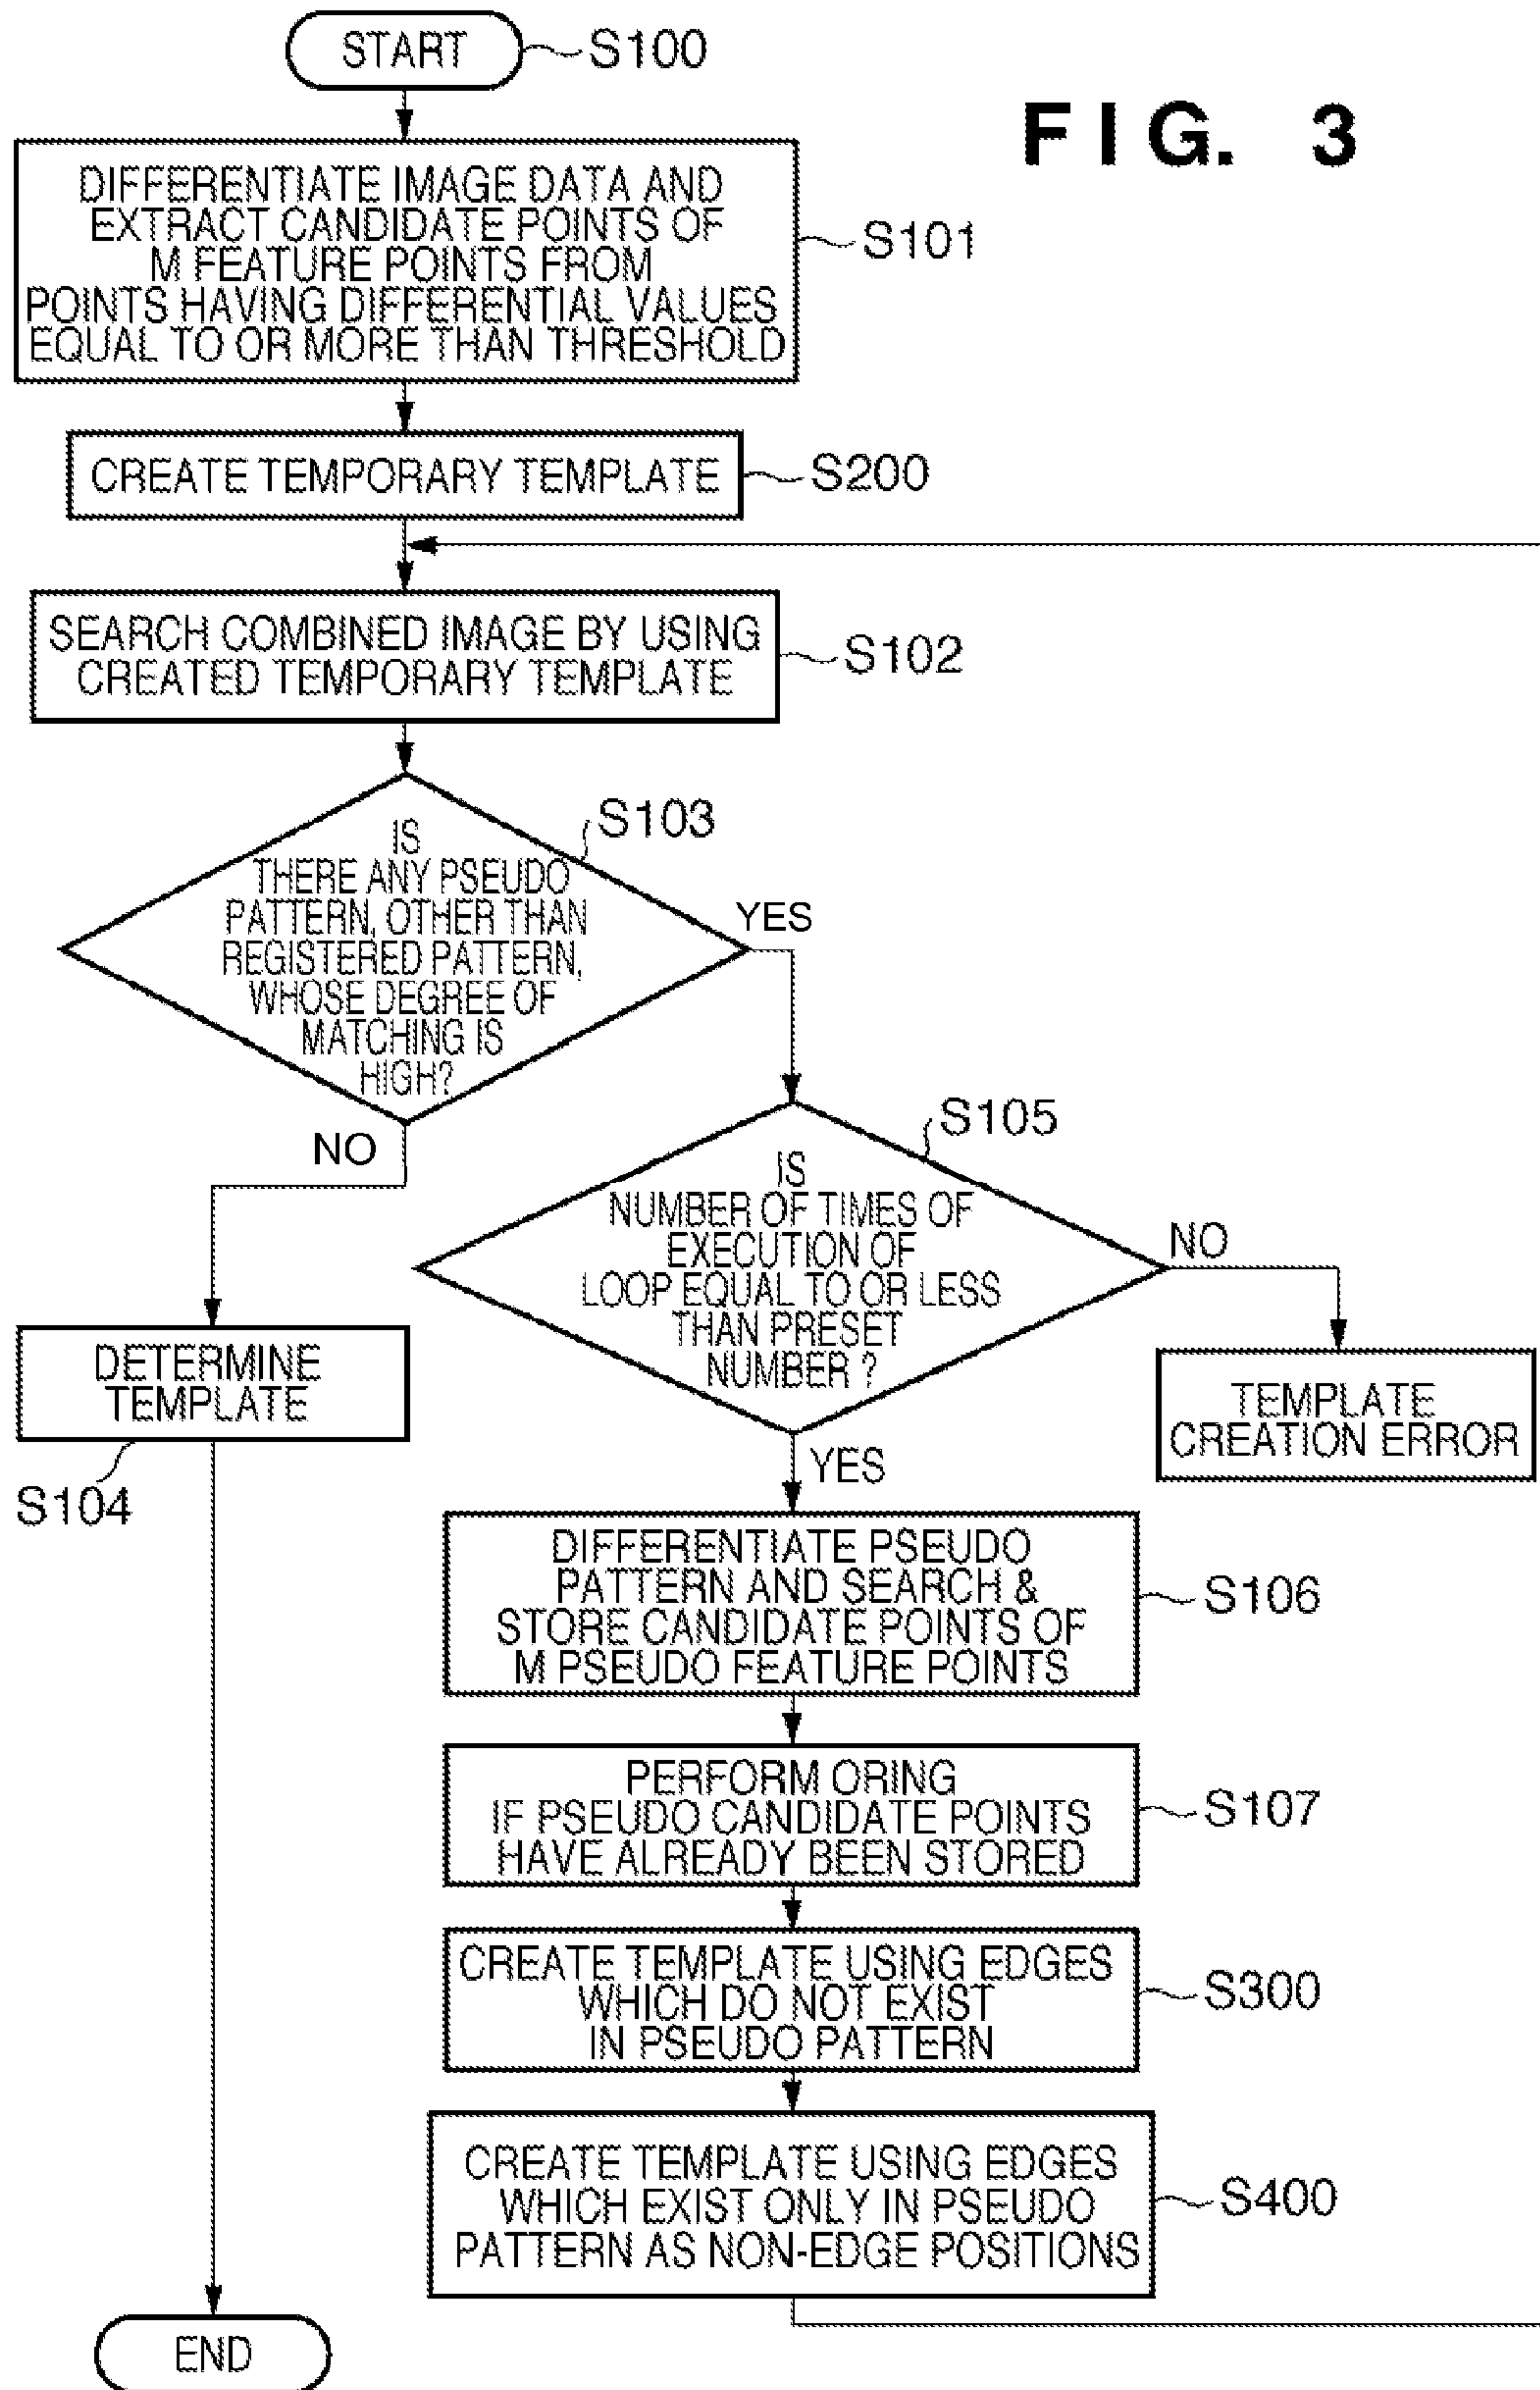 START
S100
FIG. 3
DIFFERENTIATE IMAGE DATA AND
EXTRACT CANDIDATE POINTS OF
M FEATURE POINTS FROM
POINTS HAVING DIFFERENTIAL VALUES
EQUAL TO OR MORE THAN THRESHOLD
S101
CREATE TEMPORARY TEMPLATE
S200
SEARCH COMBINED IMAGE BY USING
CREATED TEMPORARY TEMPLATE
S102
IS
THERE ANY PSEUDO
PATTERN, OTHER THAN
REGISTERED PATTERN,
WHOSE DEGREE OF
MATCHING IS
HIGH?
S103
YES
NO
IS
NUMBER OF TIMES OF
EXECUTION OF
LOOP EQUAL TO OR LESS
THAN PRESET
NUMBER ?
S105
NO
YES
DETERMINE
TEMPLATE
S104
TEMPLATE
CREATION ERROR
DIFFERENTIATE PSEUDO
PATTERN AND SEARCH &
STORE CANDIDATE POINTS OF
M PSEUDO FEATURE POINTS
S106
PERFORM ORING
IF PSEUDO CANDIDATE POINTS
HAVE ALREADY BEEN STORED
S107
CREATE TEMPLATE USING EDGES
WHICH DO NOT EXIST
IN PSEUDO PATTERN
S300
CREATE TEMPLATE USING EDGES
WHICH EXIST ONLY IN PSEUDO
PATTERN AS NON-EDGE POSITIONS
S400
END